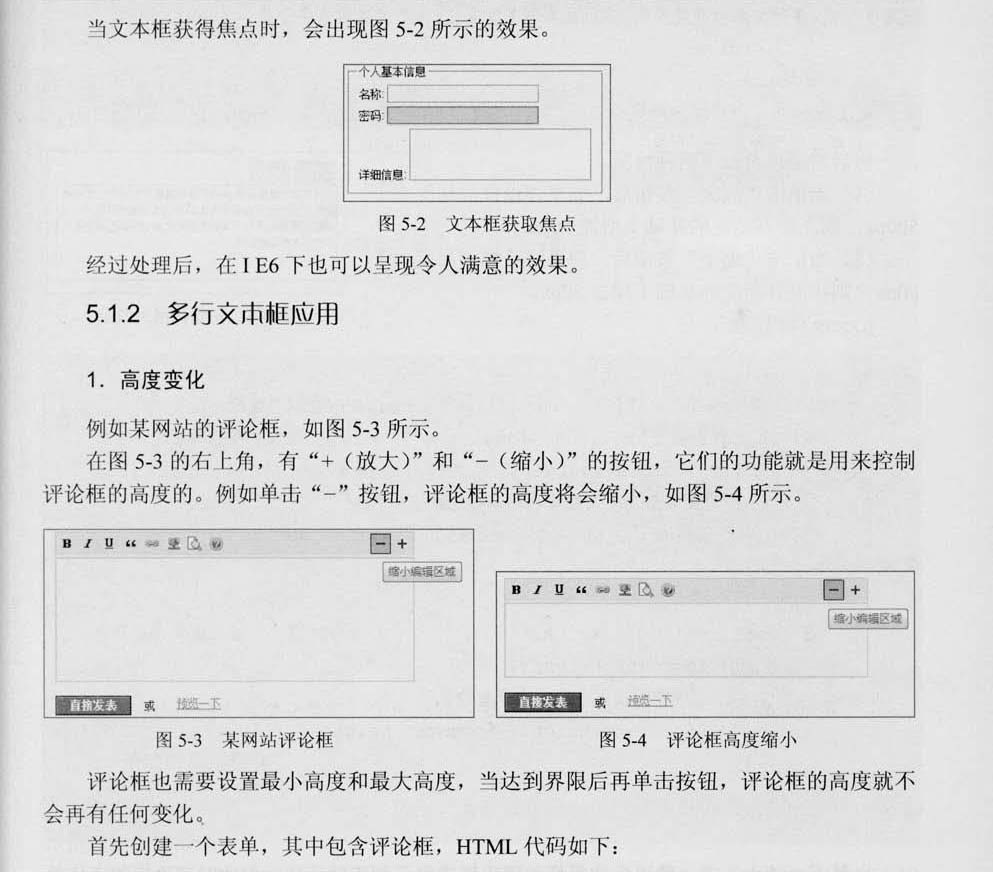 当文本框获得焦点时，会出现图 5-2 所示的效果。
个人基本信息
名称:
密码:
详细信息:
图 5-2 文本框获取焦点
经过处理后，在 I E6 下也可以呈现令人满意的效果。
5.1.2 多行文本框应用
1．高度变化
例如某网站的评论框，如图 5-3 所示。
在图 5-3 的右上角，有“+（放大）”和“−（缩小）”的按钮，它们的功能就是用来控制
评论框的高度的。例如单击“−”按钮，评论框的高度将会缩小，如图 5-4 所示。
B I U “ − +
缩小编辑区域
直接发表 或 预览一下
图 5-3 某网站评论框
B I U “ − +
缩小编辑区域
直接发表 或 预览一下
图 5-4 评论框高度缩小
评论框也需要设置最小高度和最大高度，当达到界限后再单击按钮，评论框的高度就不
会再有任何变化。
首先创建一个表单，其中包含评论框，HTML 代码如下：